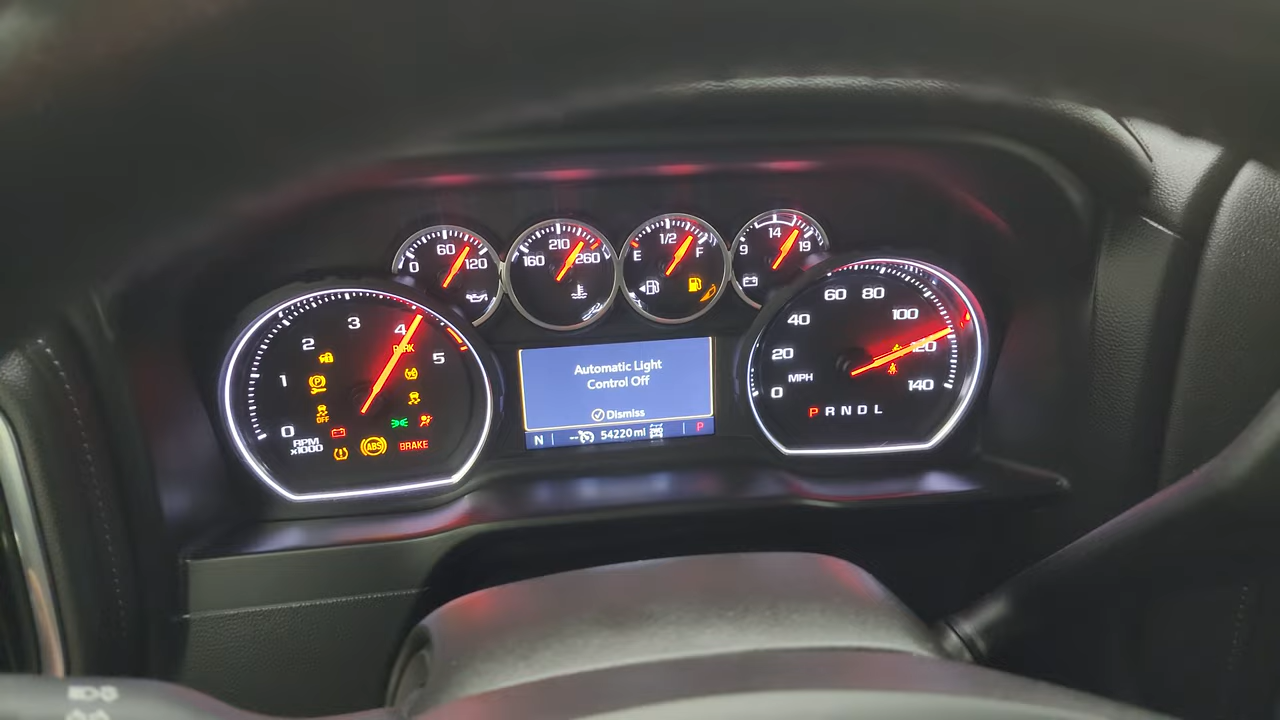 0 60 120
160 210 260
E 1/2 F
9 14 19
0 1 2 3 4 5
PARK
OFF
RPM
x1000
ABS
BRAKE
Automatic Light
Control Off
Dismiss
N -- 54220 mi P
0 20 40 60 80 100 120 140
MPH
P R N D L